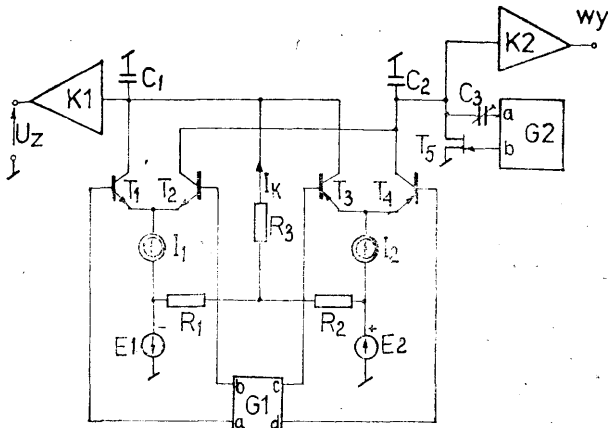 wy
K2
C1
C2
K1
C3
a
G2
b
T5
Uz
T1
T2
IK
T3
T4
R3
I1
I2
R1
R2
E1
-
+
E2
b
c
G1
a
d